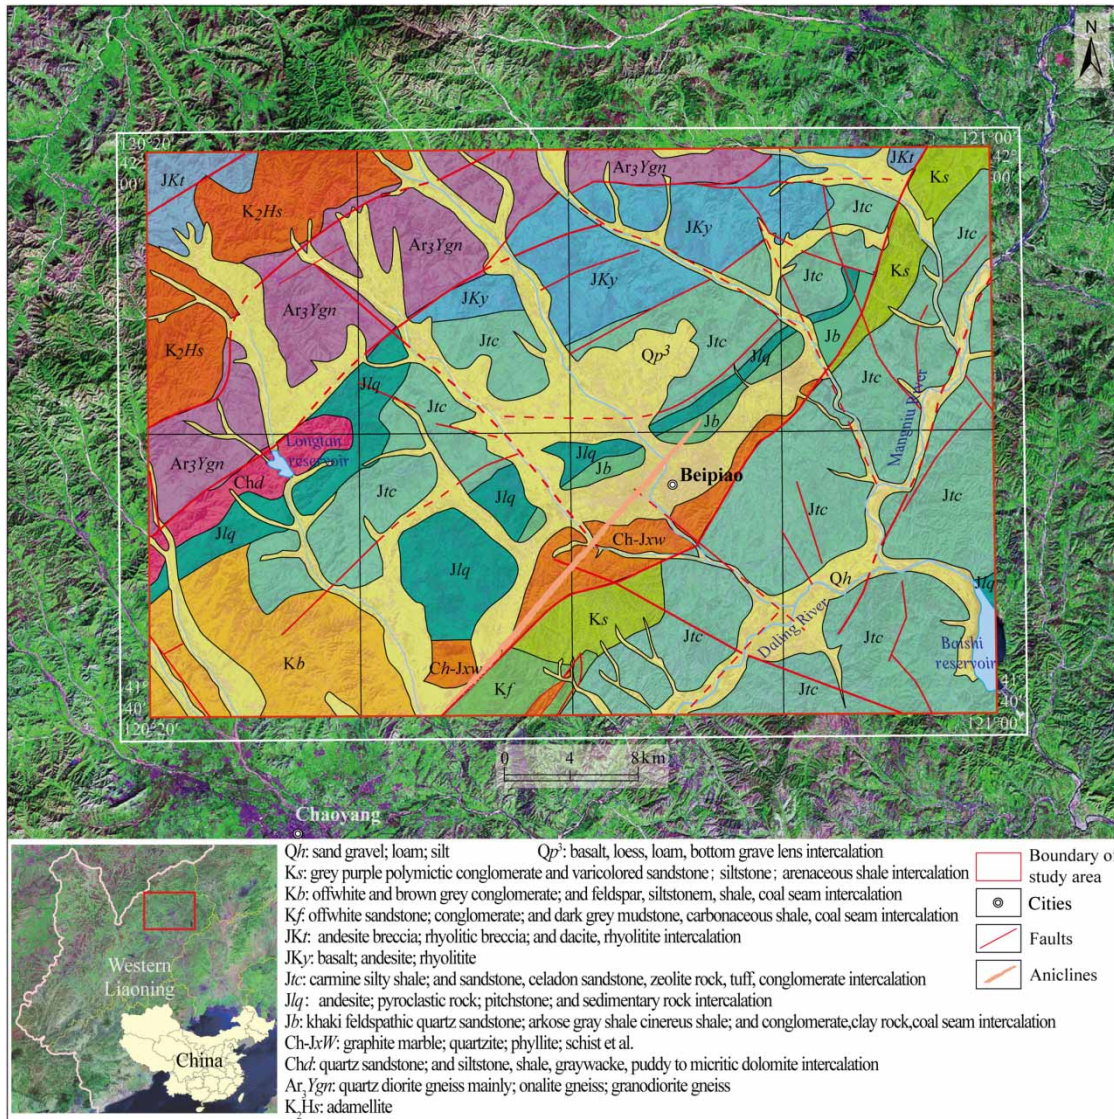 N
120°20'
121°00'
42°
00'
42°
00'
JKt
Ar3Ygn
JKt
Ks
K2Hs
Jtc
Ar3Ygn
JKy
Jtc
JKy
Jtc
Ks
Ar3Ygn
JKy
Jtc
Qp³
Jtc
Jb
K2Hs
Jlq
Jlq
Jtc
Jtc
Jb
Mangniu River
Longtan
reservoir
Jlq
Jb
Beipiao
Ar3Ygn
Chd
Jtc
Jlq
Jtc
Jtc
Jlq
Ch-Jxw
Jlq
Qh
Jlq
Ks
Jtc
Daling River
Jtc
Baishi
reservoir
Kb
Ch-Jxw
Kf
Jtc
41°
40'
41°
40'
120°20'
121°00'
0 4 8km
Chaoyang
Qh: sand gravel; loam; silt Qp³: basalt, loess, loam, bottom grave lens intercalation
Ks: grey purple polymictic conglomerate and varicolored sandstone; siltstone; arenaceous shale intercalation
Kb: offwhite and brown grey conglomerate; and feldspar, siltstonem, shale, coal seam intercalation
Kf: offwhite sandstone; conglomerate; and dark grey mudstone, carbonaceous shale, coal seam intercalation
JKt: andesite breccia; rhyolitic breccia; and dacite, rhyolitite intercalation
JKy: basalt; andesite; rhyolitite
Jtc: carmine silty shale; and sandstone, celadon sandstone, zeolite rock, tuff, conglomerate intercalation
Jlq: andesite; pyroclastic rock; pitchstone; and sedimentary rock intercalation
Jb: khaki feldspathic quartz sandstone; arkose gray shale cinereus shale; and conglomerate,clay rock,coal seam intercalation
Ch-JxW: graphite marble; quartzite; phyllite; schist et al.
Chd: quartz sandstone; and siltstone, shale, graywacke, puddy to micritic dolomite intercalation
Ar3Ygn: quartz diorite gneiss mainly; onalite gneiss; granodiorite gneiss
K2Hs: adamellite
Boundary of
study area
Cities
Faults
Aniclines
Western
Liaoning
China